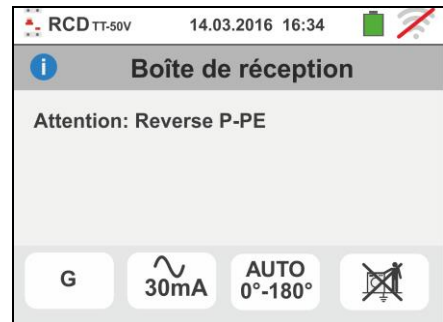 RCD TT-50V 14.03.2016 16:34
Boîte de réception
Attention: Reverse P-PE
G
30mA
AUTO
0°-180°